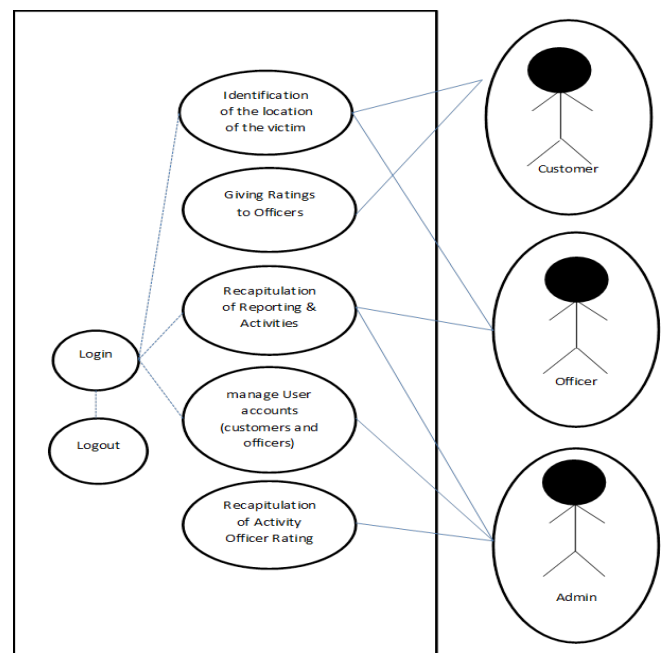 Identification
of the location
of the victim
Giving Ratings
to Officers
Recapitulation
of Reporting &
Activities
manage User
accounts
(customers and
officers)
Recapitulation
of Activity
Officer Rating
Login
Logout
Customer
Officer
Admin